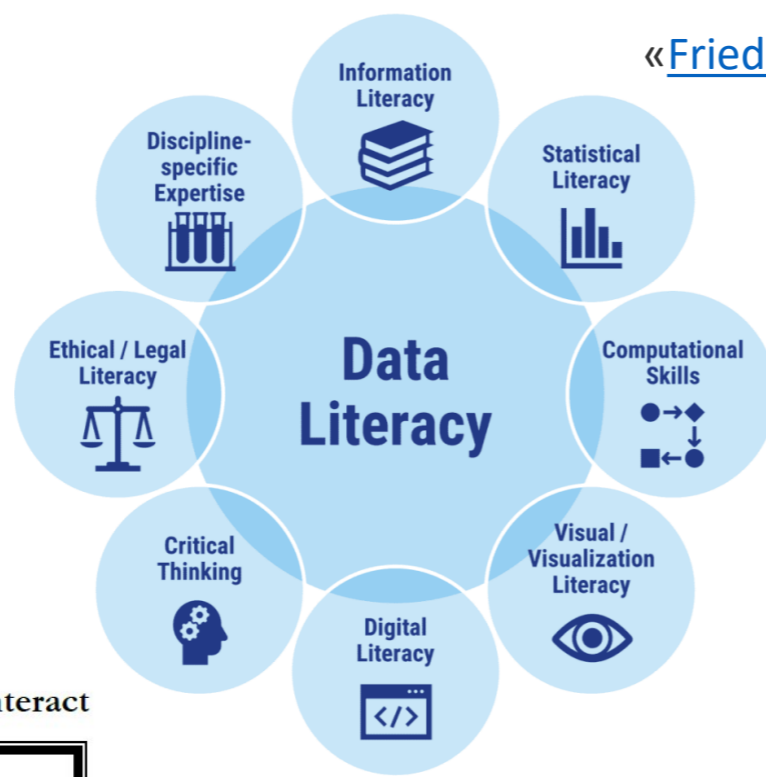 «Fried
Information
Literacy
Discipline-
specific
Expertise
Statistical
Literacy
Ethical / Legal
Literacy
Data
Literacy
Computational
Skills
Critical
Thinking
Visual /
Visualization
Literacy
Digital
Literacy
</>
nteract